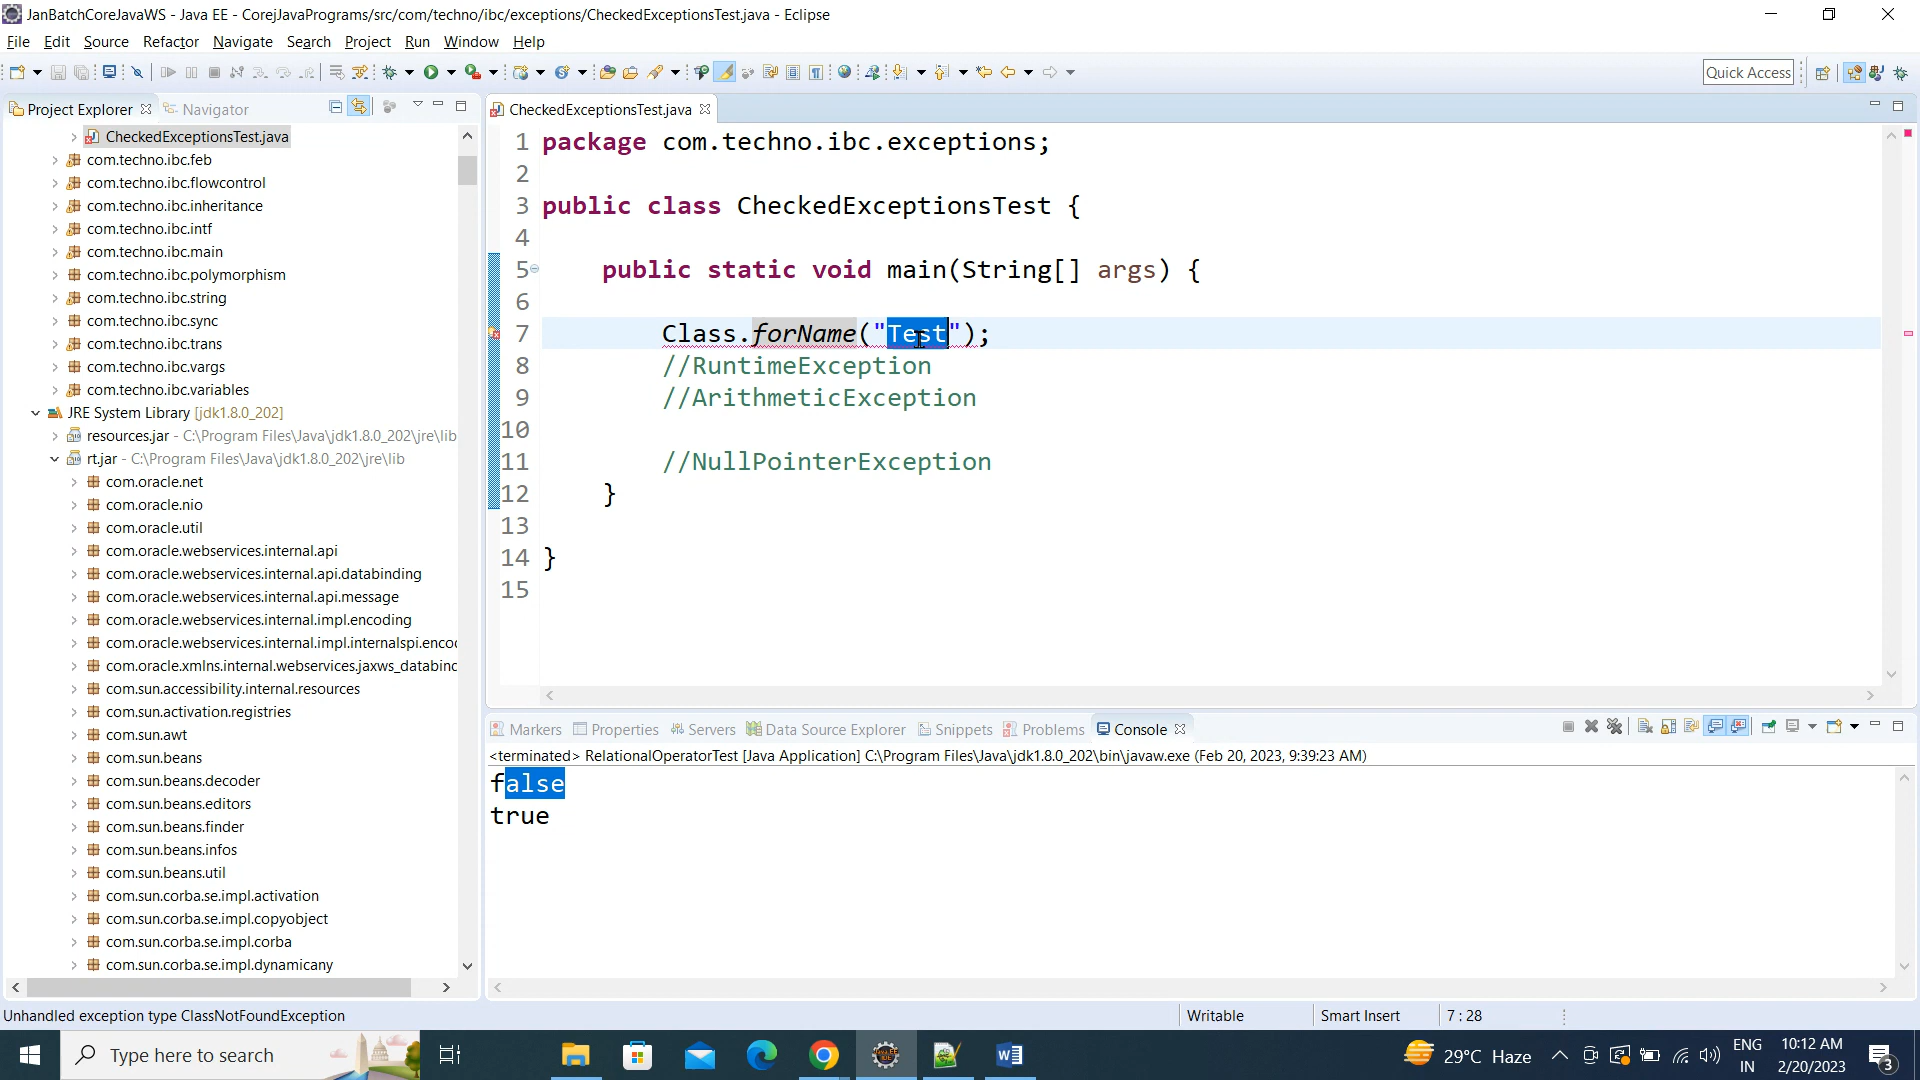 JanBatchCoreJavaWS - Java EE - CorejJavaPrograms/src/com/techno/ibc/exceptions/CheckedExceptionsTest.java - Eclipse
File Edit Source Refactor Navigate Search Project Run Window Help
Quick Access
Project Explorer Navigator
CheckedExceptionsTest.java
com.techno.ibc.feb
com.techno.ibc.flowcontrol
com.techno.ibc.inheritance
com.techno.ibc.intf
com.techno.ibc.main
com.techno.ibc.polymorphism
com.techno.ibc.string
com.techno.ibc.sync
com.techno.ibc.trans
com.techno.ibc.vargs
com.techno.ibc.variables
JRE System Library [jdk1.8.0_202]
resources.jar - C:\Program Files\Java\jdk1.8.0_202\jre\lib
rt.jar - C:\Program Files\Java\jdk1.8.0_202\jre\lib
com.oracle.net
com.oracle.nio
com.oracle.util
com.oracle.webservices.internal.api
com.oracle.webservices.internal.api.databinding
com.oracle.webservices.internal.api.message
com.oracle.webservices.internal.impl.encoding
com.oracle.webservices.internal.impl.internalspi.enco
com.oracle.xmlns.internal.webservices.jaxws_databinc
com.sun.accessibility.internal.resources
com.sun.activation.registries
com.sun.awt
com.sun.beans
com.sun.beans.decoder
com.sun.beans.editors
com.sun.beans.finder
com.sun.beans.infos
com.sun.beans.util
com.sun.corba.se.impl.activation
com.sun.corba.se.impl.copyobject
com.sun.corba.se.impl.corba
com.sun.corba.se.impl.dynamicany
CheckedExceptionsTest.java
1 package com.techno.ibc.exceptions;
2
3 public class CheckedExceptionsTest {
4
5 public static void main(String[] args) {
6
7 Class.forName("Test");
8 //RuntimeException
9 //ArithmeticException
10
11 //NullPointerException
12 }
13
14 }
15
Markers Properties Servers Data Source Explorer Snippets Problems Console
<terminated> RelationalOperatorTest [Java Application] C:\Program Files\Java\jdk1.8.0_202\bin\javaw.exe (Feb 20, 2023, 9:39:23 AM)
false
true
Unhandled exception type ClassNotFoundException Writable Smart Insert 7 : 28
Type here to search 29°C Haze ENG IN 10:12 AM 2/20/2023 3